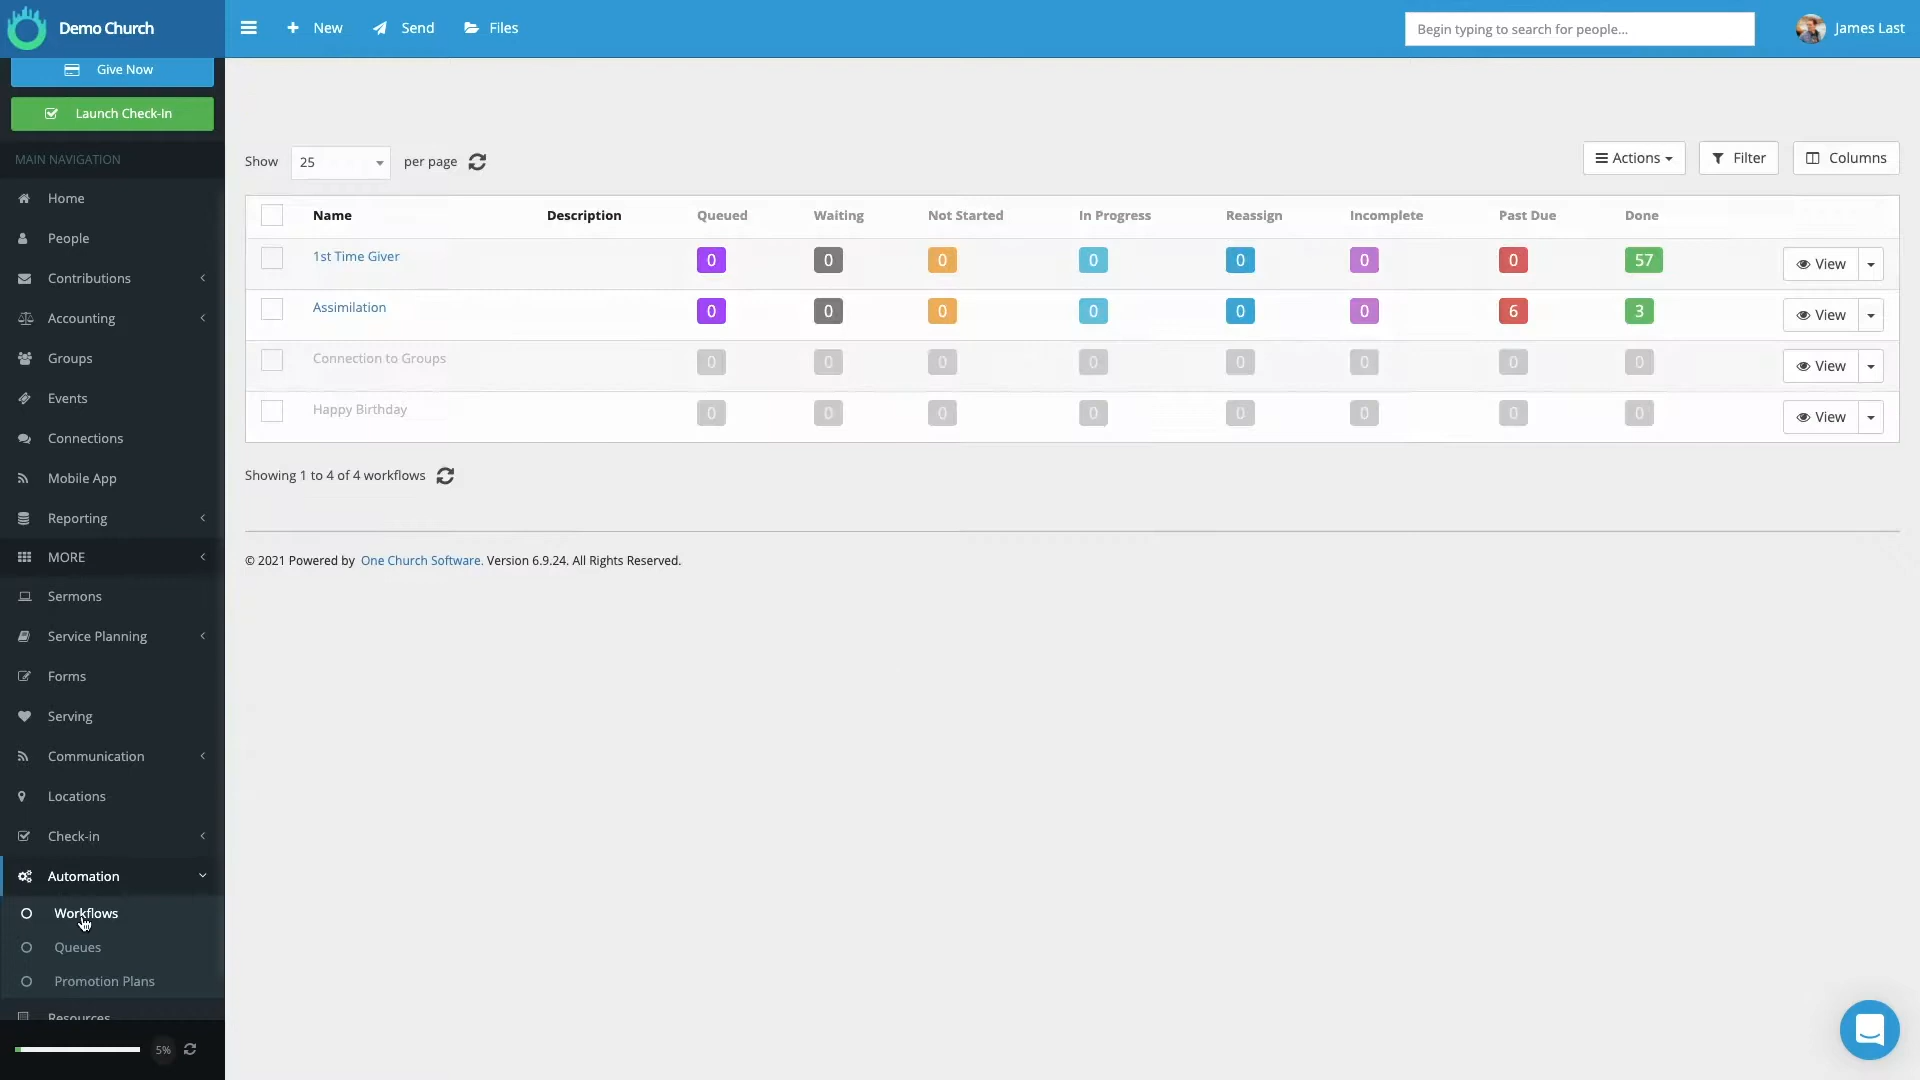 Demo Church
New
Send
Files
Begin typing to search for people...
James Last
Give Now
Launch Check-In
MAIN NAVIGATION
Home
People
Contributions
Accounting
Groups
Events
Connections
Mobile App
Reporting
MORE
Sermons
Service Planning
Forms
Serving
Communication
Locations
Check-in
Automation
Workflows
Queues
Promotion Plans
Resources
5%
Show 25 per page
Actions Filter Columns
Name Description Queued Waiting Not Started In Progress Reassign Incomplete Past Due Done
1st Time Giver 0 0 0 0 0 0 0 57 View
Assimilation 0 0 0 0 0 0 6 3 View
Connection to Groups 0 0 0 0 0 0 0 0 View
Happy Birthday 0 0 0 0 0 0 0 0 View
Showing 1 to 4 of 4 workflows
© 2021 Powered by One Church Software. Version 6.9.24. All Rights Reserved.